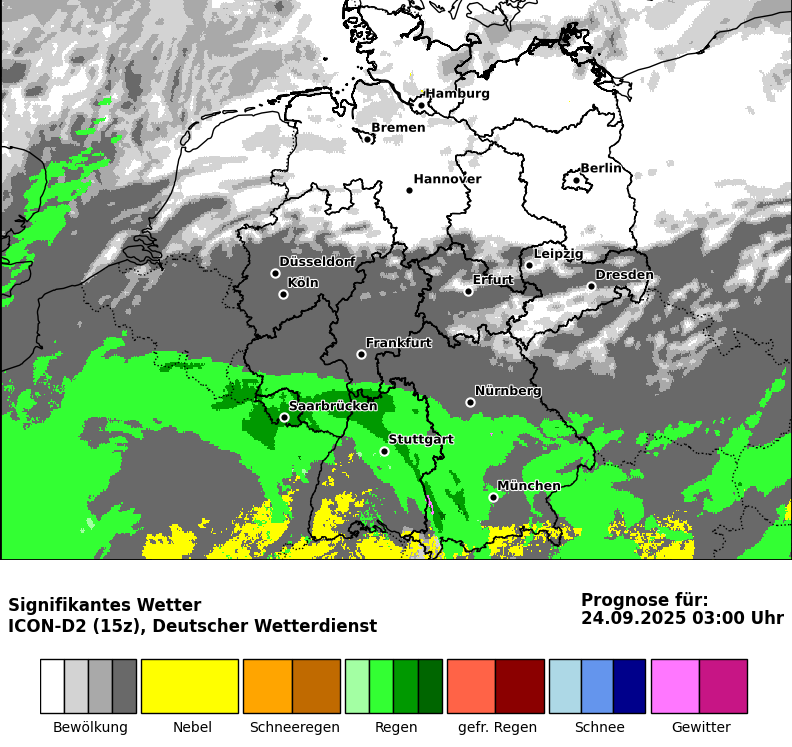 Hamburg
Bremen
Berlin
Hannover
Leipzig
Düsseldorf
Dresden
Köln
Erfurt
Frankfurt
Nürnberg
Saarbrücken
Stuttgart
München
Signifikantes Wetter
ICON-D2 (15z), Deutscher Wetterdienst
Prognose für:
24.09.2025 03:00 Uhr
Bewölkung
Nebel
Schneeregen
Regen
gefr. Regen
Schnee
Gewitter